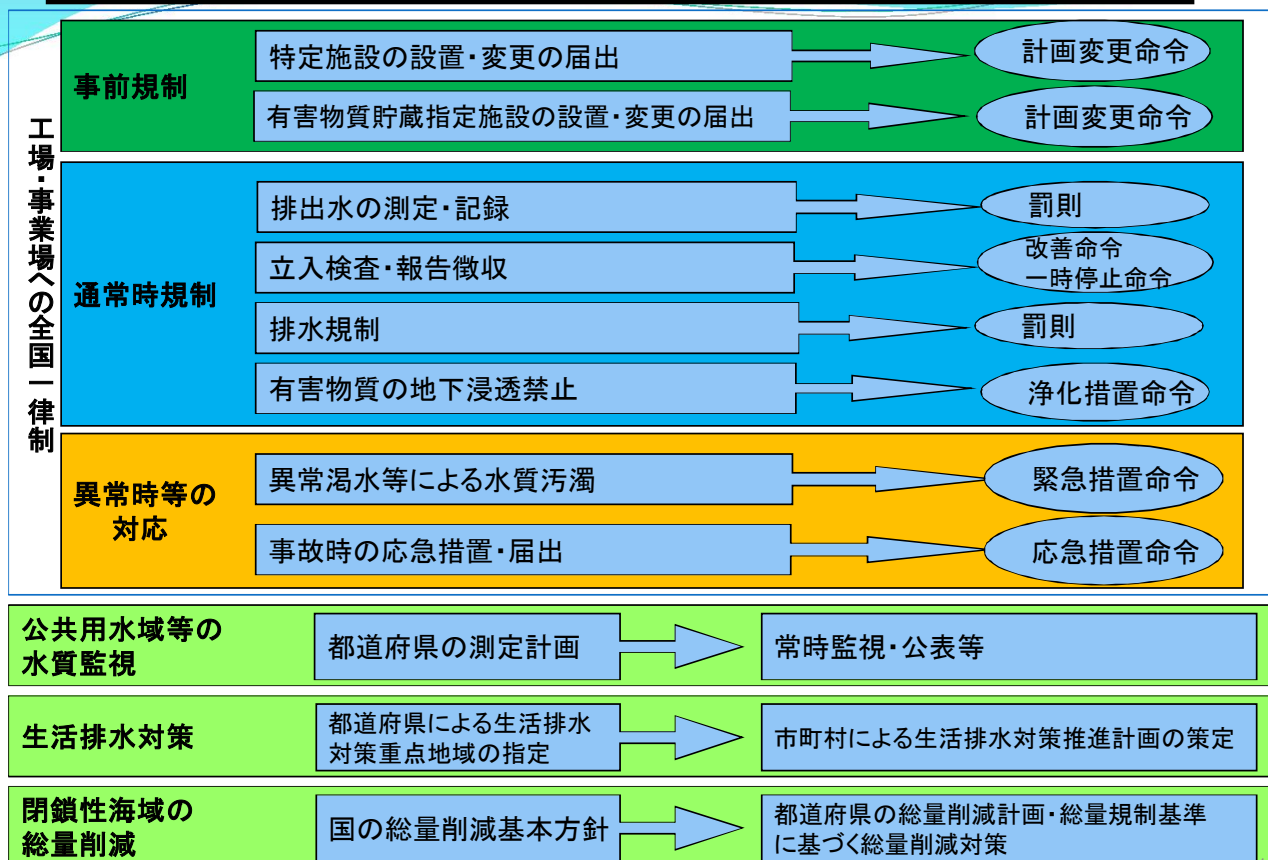 工場・事業場への全国一律制
事前規制
特定施設の設置・変更の届出
計画変更命令
有害物質貯蔵指定施設の設置・変更の届出
計画変更命令
通常時規制
排出水の測定・記録
罰則
立入検査・報告徴収
改善命令
一時停止命令
排水規制
罰則
有害物質の地下浸透禁止
浄化措置命令
異常時等の
対応
異常渇水等による水質汚濁
緊急措置命令
事故時の応急措置・届出
応急措置命令
公共用水域等の
水質監視
都道府県の測定計画
常時監視・公表等
生活排水対策
都道府県による生活排水
対策重点地域の指定
市町村による生活排水対策推進計画の策定
閉鎖性海域の
総量削減
国の総量削減基本方針
都道府県の総量削減計画・総量規制基準
に基づく総量削減対策